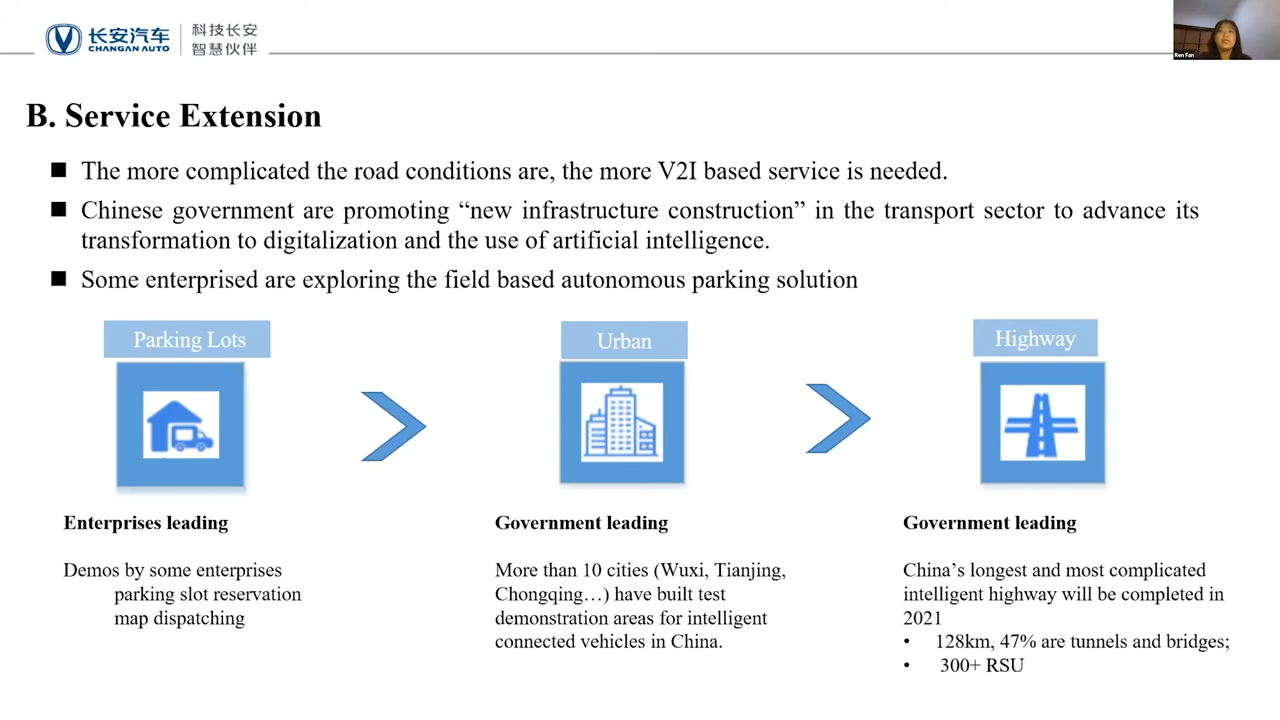 长安汽车
CHANGAN AUTO
科技长安
智慧伙伴
Ren Fan
B. Service Extension
The more complicated the road conditions are, the more V2I based service is needed.
Chinese government are promoting “new infrastructure construction” in the transport sector to advance its
transformation to digitalization and the use of artificial intelligence.
Some enterprised are exploring the field based autonomous parking solution
Parking Lots
Urban
Highway
Enterprises leading
Demos by some enterprises
parking slot reservation
map dispatching
Government leading
More than 10 cities (Wuxi, Tianjing,
Chongqing…) have built test
demonstration areas for intelligent
connected vehicles in China.
Government leading
China’s longest and most complicated
intelligent highway will be completed in
2021
• 128km, 47% are tunnels and bridges;
• 300+ RSU